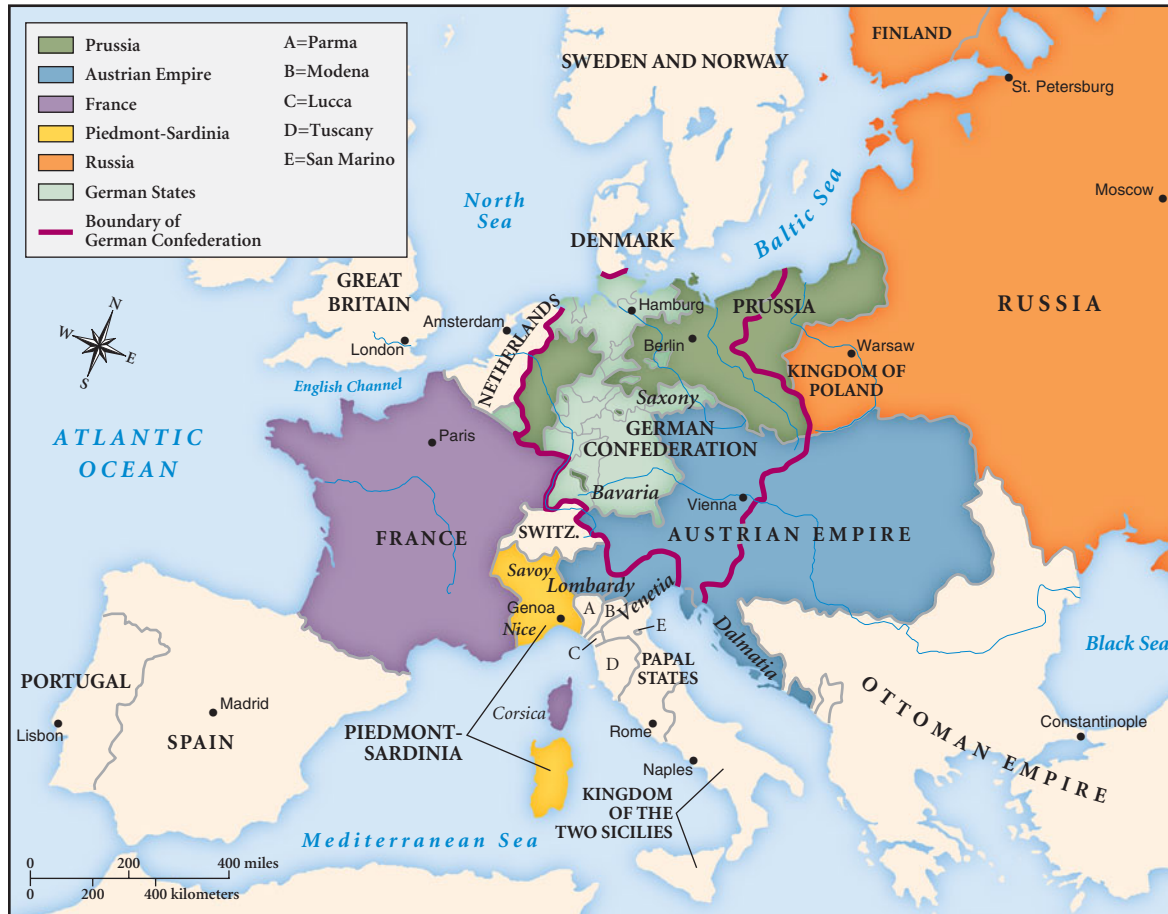 Prussia
Austrian Empire
France
Piedmont-Sardinia
Russia
German States
Boundary of
German Confederation
A=Parma
B=Modena
C=Lucca
D=Tuscany
E=San Marino
FINLAND
SWEDEN AND NORWAY
St. Petersburg
Moscow
North
Sea
Baltic Sea
DENMARK
GREAT
BRITAIN
Hamburg
PRUSSIA
RUSSIA
N
W
E
S
Amsterdam
NETHERLANDS
London
Berlin
Warsaw
KINGDOM OF
POLAND
English Channel
Saxony
ATLANTIC
OCEAN
Paris
GERMAN
CONFEDERATION
Bavaria
Vienna
FRANCE
SWITZ.
AUSTRIAN EMPIRE
Savoy
Lombardy
Venetia
Genoa
Nice
A
B
E
C
D
Dalmatia
Black Sea
PAPAL
STATES
PORTUGAL
Madrid
Corsica
OTTOMAN EMPIRE
Lisbon
SPAIN
PIEDMONT-
SARDINIA
Rome
Constantinople
Naples
KINGDOM
OF THE
TWO SICILIES
Mediterranean Sea
0 200 400 miles
0 200 400 kilometers